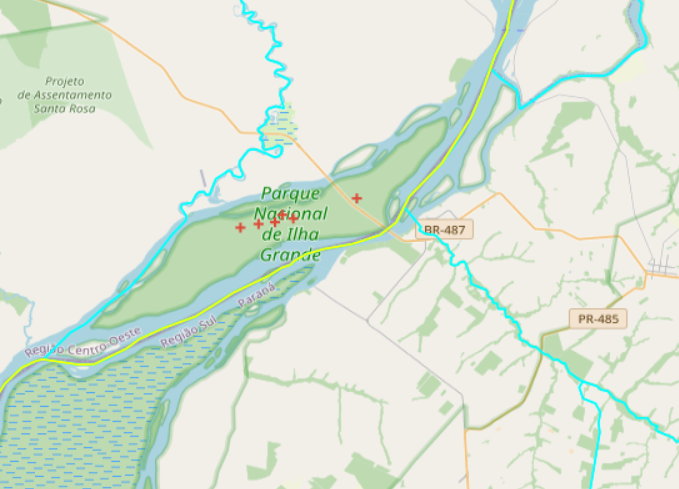 Projeto
de Assentamento
Santa Rosa
Parque
Nacional
de Ilha
Grande
BR-487
Paraná
Região Sul
Região Centro Oeste
PR-485